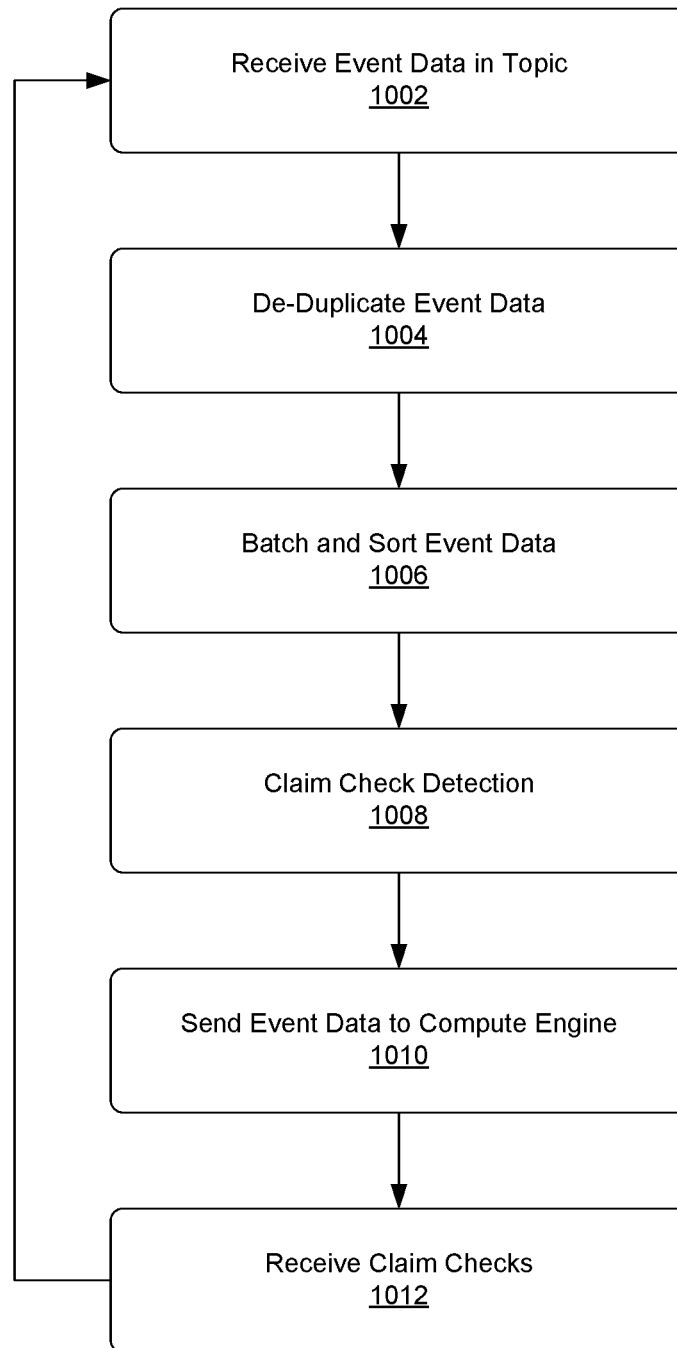 Receive Event Data in Topic
1002
De-Duplicate Event Data
1004
Batch and Sort Event Data
1006
Claim Check Detection
1008
Send Event Data to Compute Engine
1010
Receive Claim Checks
1012